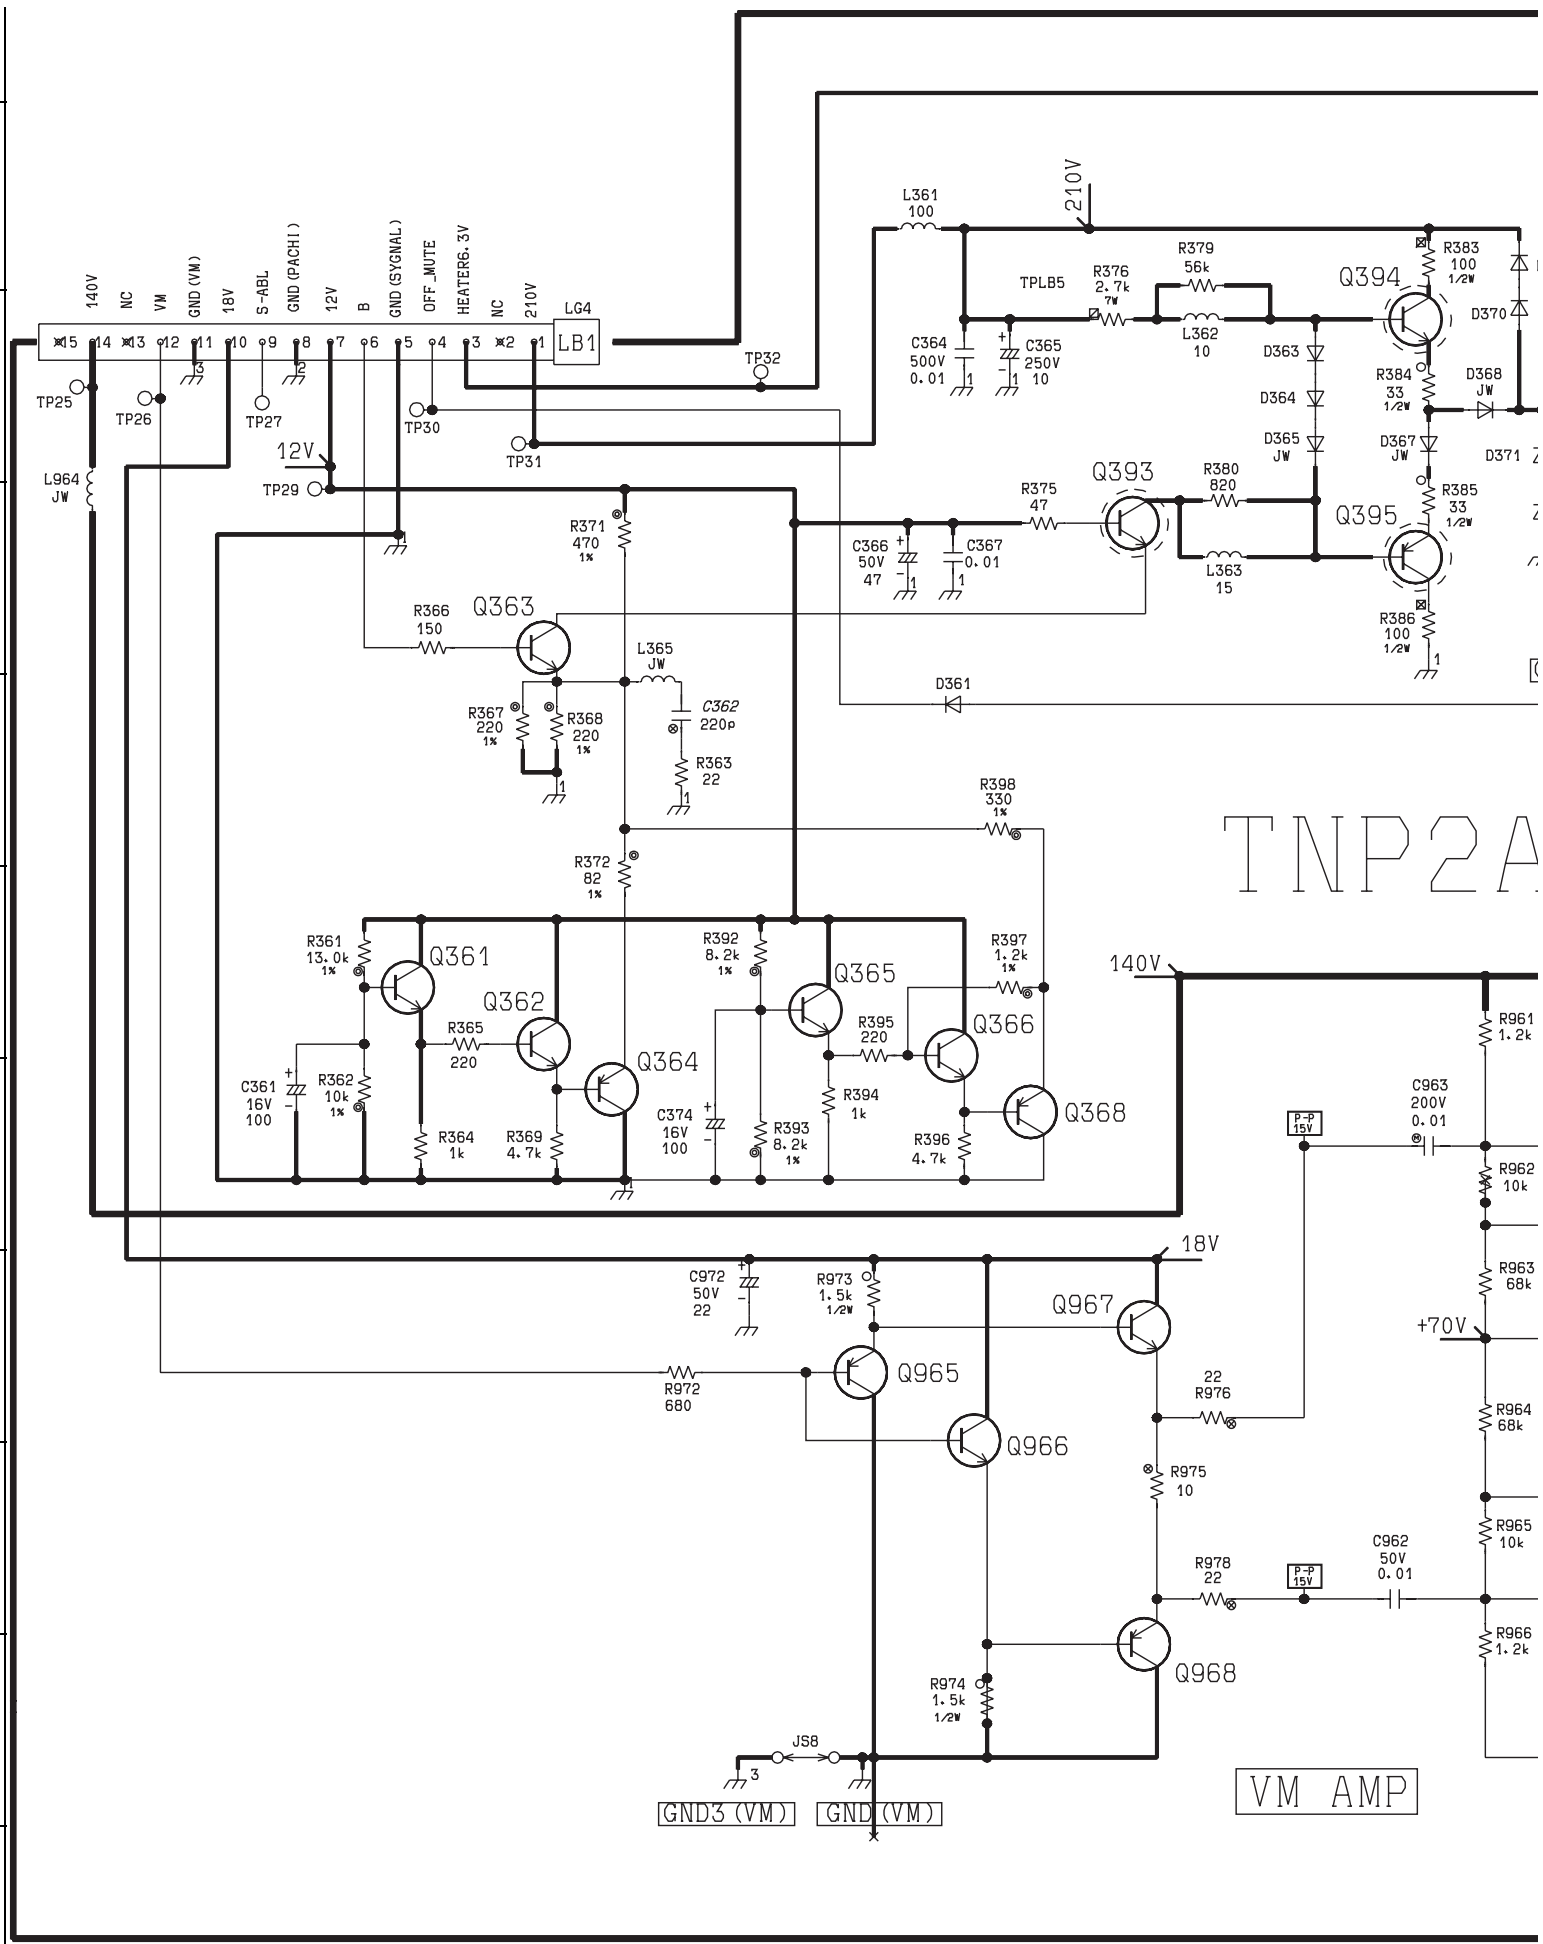 140V
NC
VM
GND(VM)
18V
S-ABL
GND(PACHI)
12V
B
GND(SYGNAL)
OFF_MUTE
HEATER6.3V
NC
210V
LG4
15 14 13 12 11 10 9 8 7 6 5 4 3 2 1 LB1
3
2
TP25
TP26
TP27
TP30
TP31
TP32
12V
TP29
L964
JW
1
L361
100
210V
TPLB5
R376
2.7k
7W
R379
56k
L362
10
C364
500V
0.01
1
C365
250V
10
1
D363
D364
D365
JW
Q394
R383
100
1/2W
R384
33
1/2W
D370
D368
JW
D367
JW
D371
R385
33
1/2W
Q393
R380
820
Q395
L363
15
R386
100
1/2W
1
R375
47
C366
50V
47
1
C367
0.01
1
R371
470
1%
R366
150
Q363
L365
JW
C362
220p
R363
22
1
R367
220
1%
R368
220
1%
1
D361
R398
330
1%
TNP2A
R372
82
1%
R361
13.0k
1%
Q361
Q362
R365
220
Q364
C361
16V
100
R362
10k
1%
R364
1k
R369
4.7k
1
R392
8.2k
1%
Q365
R397
1.2k
1%
R395
220
Q366
C374
16V
100
R393
8.2k
1%
R394
1k
R396
4.7k
Q368
140V
R961
1.2k
C963
200V
0.01
P-P
15V
R962
10k
R963
68k
+70V
R964
68k
R965
10k
R966
1.2k
18V
C972
50V
22
R973
1.5k
1/2W
Q967
R972
680
Q965
Q966
22
R976
R975
10
R978
22
P-P
15V
C962
50V
0.01
Q968
R974
1.5k
1/2W
JS8
3
GND3(VM)
GND(VM)
VM AMP